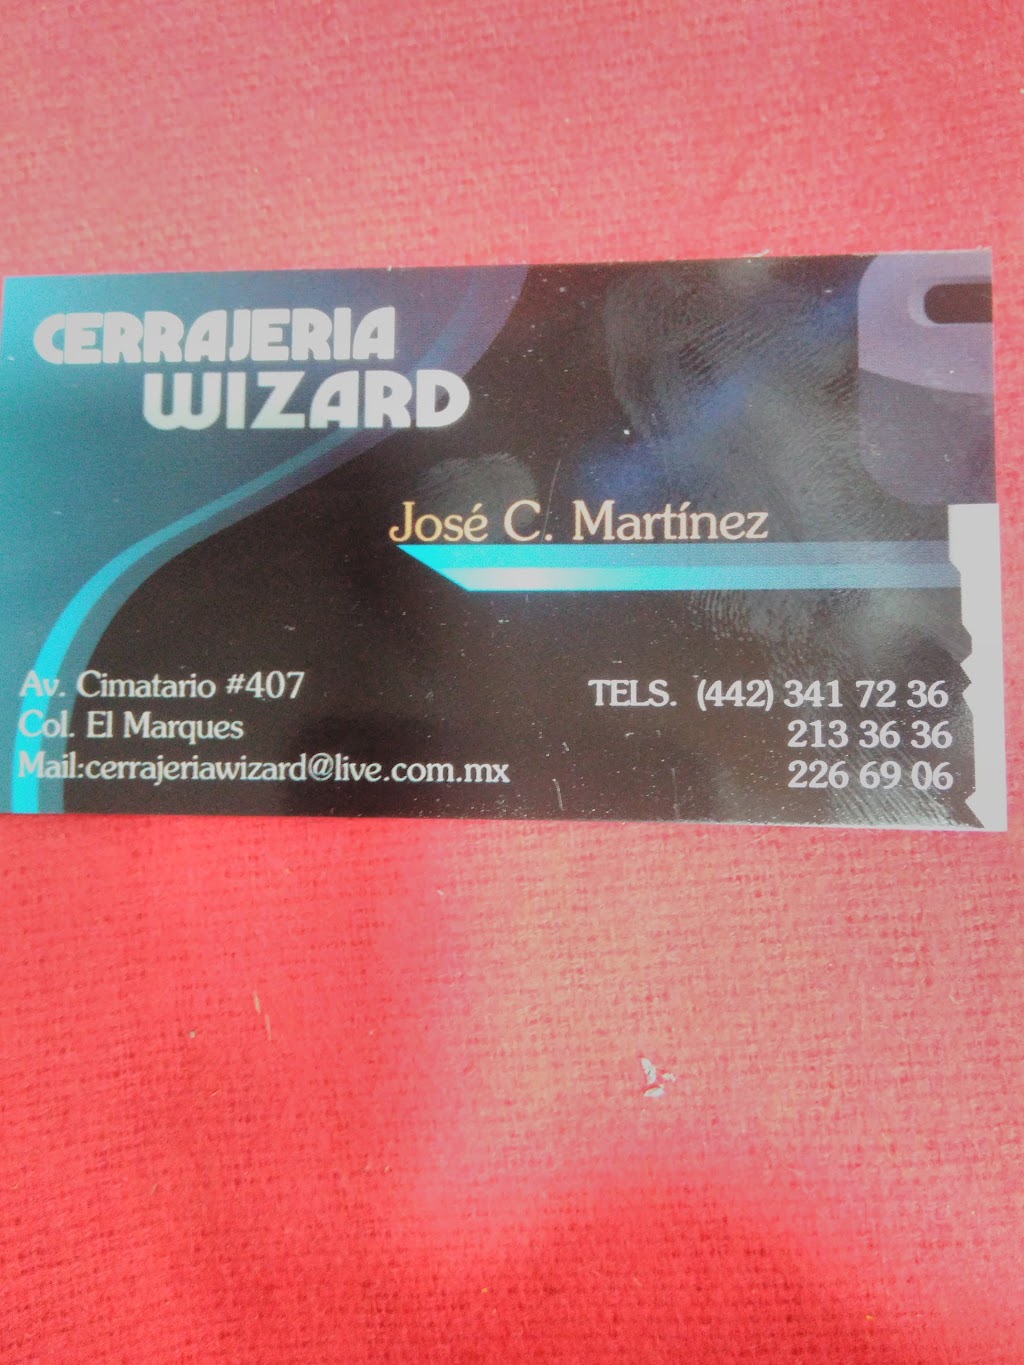 CERRAJERIA
WIZARD
José C. Martínez
Av. Cimatario #407
Col. El Marques
Mail:cerrajeriawizard@live.com.mx
TELS. (442) 341 72 36
213 36 36
226 69 06